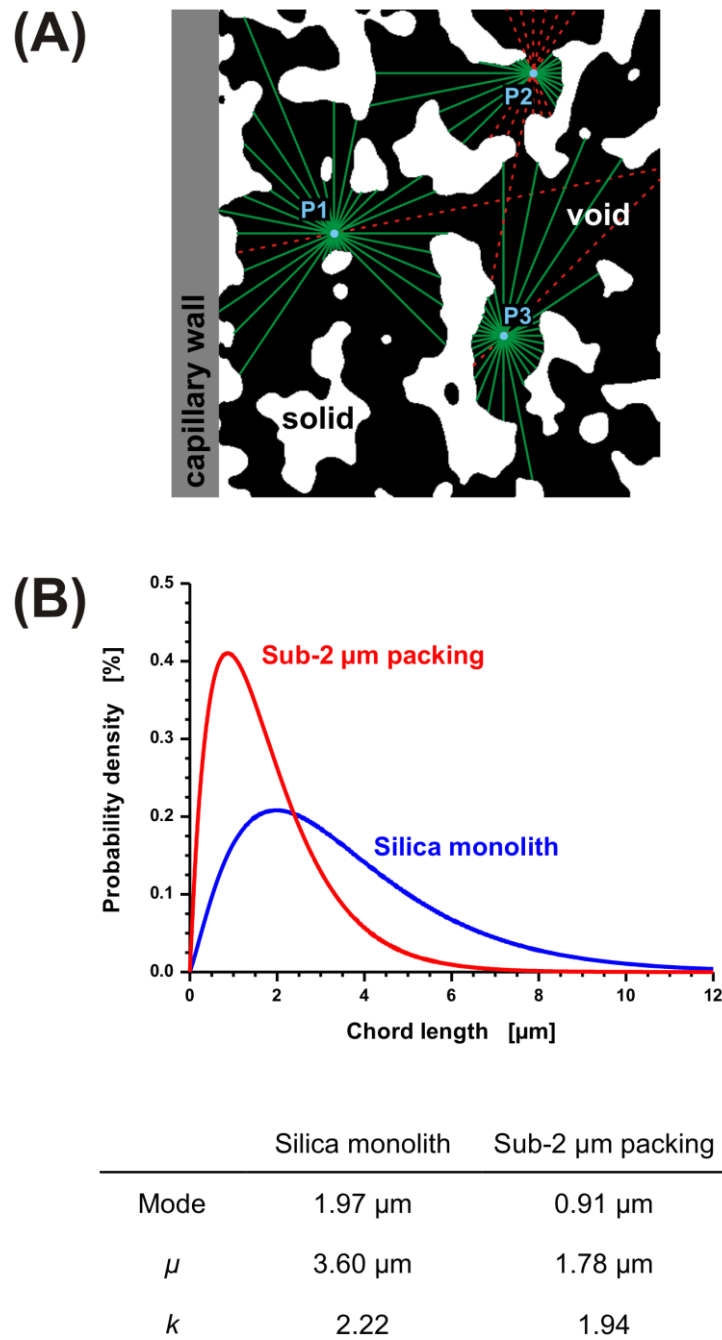 (A)
P2
P1
void
P3
solid
capillary wall
(B)
0.5
0.4
0.3
0.2
0.1
0.0
Probability density [%]
Sub-2 µm packing
Silica monolith
0 2 4 6 8 10 12
Chord length [µm]
Silica monolith Sub-2 µm packing
Mode 1.97 µm 0.91 µm
µ 3.60 µm 1.78 µm
k 2.22 1.94